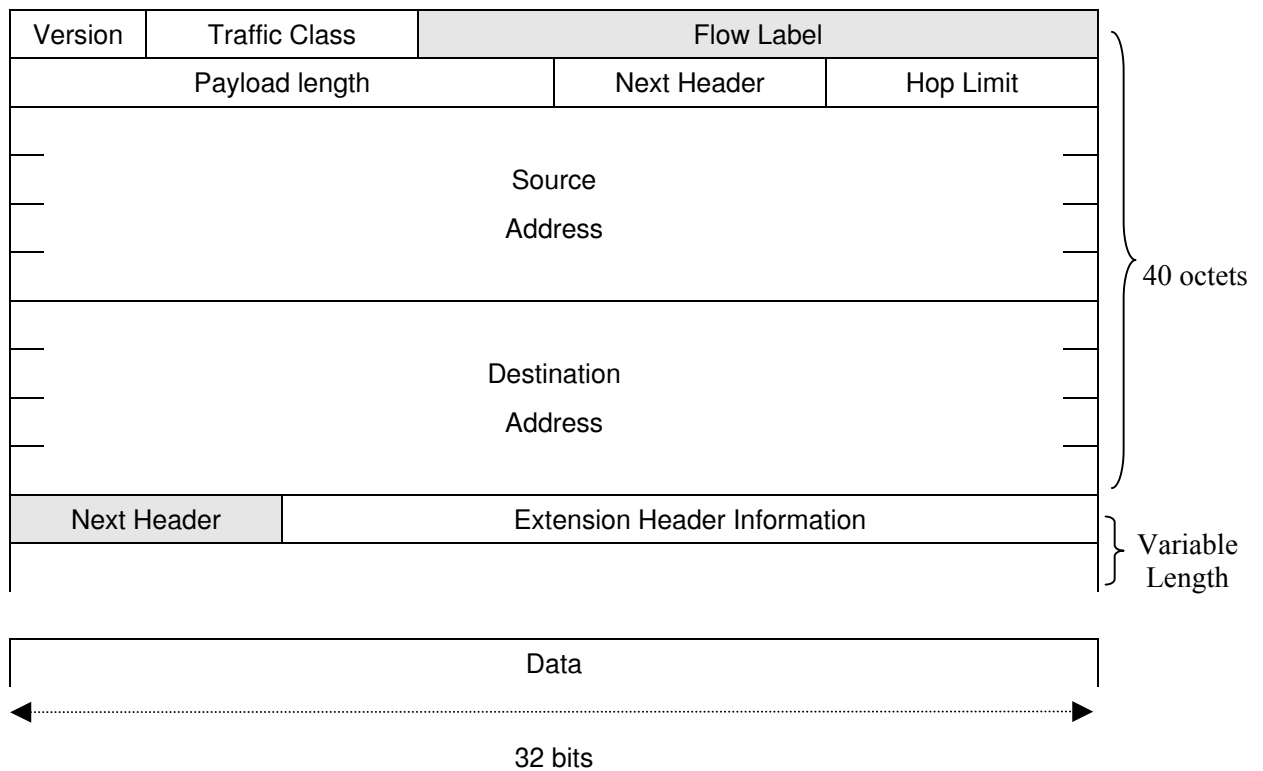 Version Traffic Class Flow Label
Payload length Next Header Hop Limit
Source
Address
40 octets
Destination
Address
Next Header Extension Header Information
Variable
Length
Data
32 bits